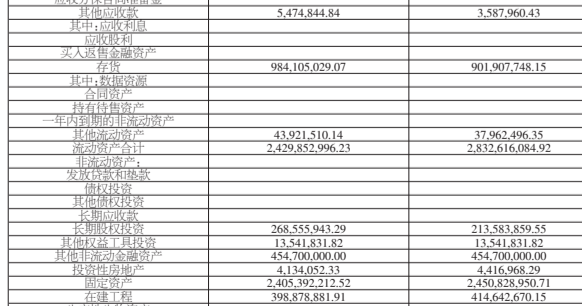 应收分保合同准备金
其他应收款 5,474,844.84 3,587,960.43
其中:应收利息
应收股利
买入返售金融资产
存货 984,105,029.07 901,907,748.15
其中:数据资源
合同资产
持有待售资产
一年内到期的非流动资产
其他流动资产 43,921,510.14 37,962,496.35
流动资产合计 2,429,852,996.23 2,832,616,084.92
非流动资产:
发放贷款和垫款
债权投资
其他债权投资
长期应收款
长期股权投资 268,555,943.29 213,583,859.55
其他权益工具投资 13,541,831.82 13,541,831.82
其他非流动金融资产 454,700,000.00 454,700,000.00
投资性房地产 4,134,052.33 4,416,968.29
固定资产 2,405,392,212.52 2,450,828,950.71
在建工程 398,878,881.91 414,642,670.15